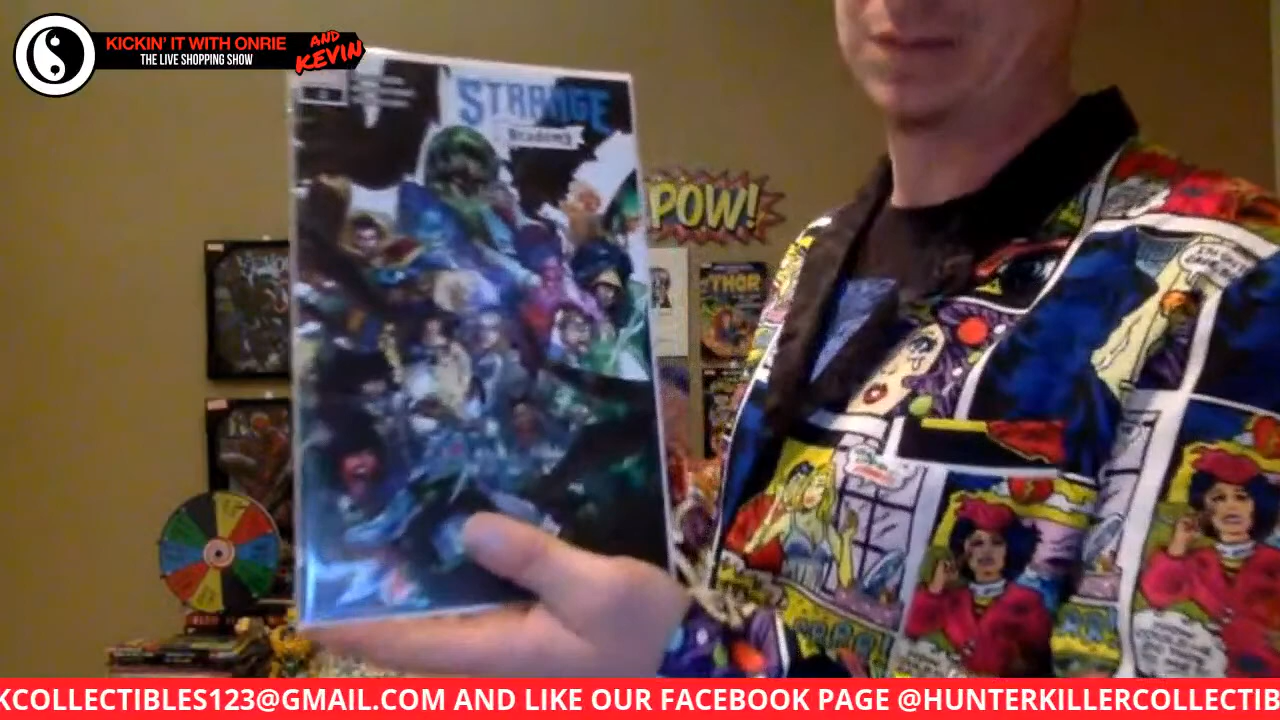 KICKIN' IT WITH ONRIE
AND
KEVIN
THE LIVE SHOPPING SHOW
STRANGE
Academy
POW!
THOR
KCOLLECTIBLES123@GMAIL.COM AND LIKE OUR FACEBOOK PAGE @HUNTERKILLERCOLLECTIB